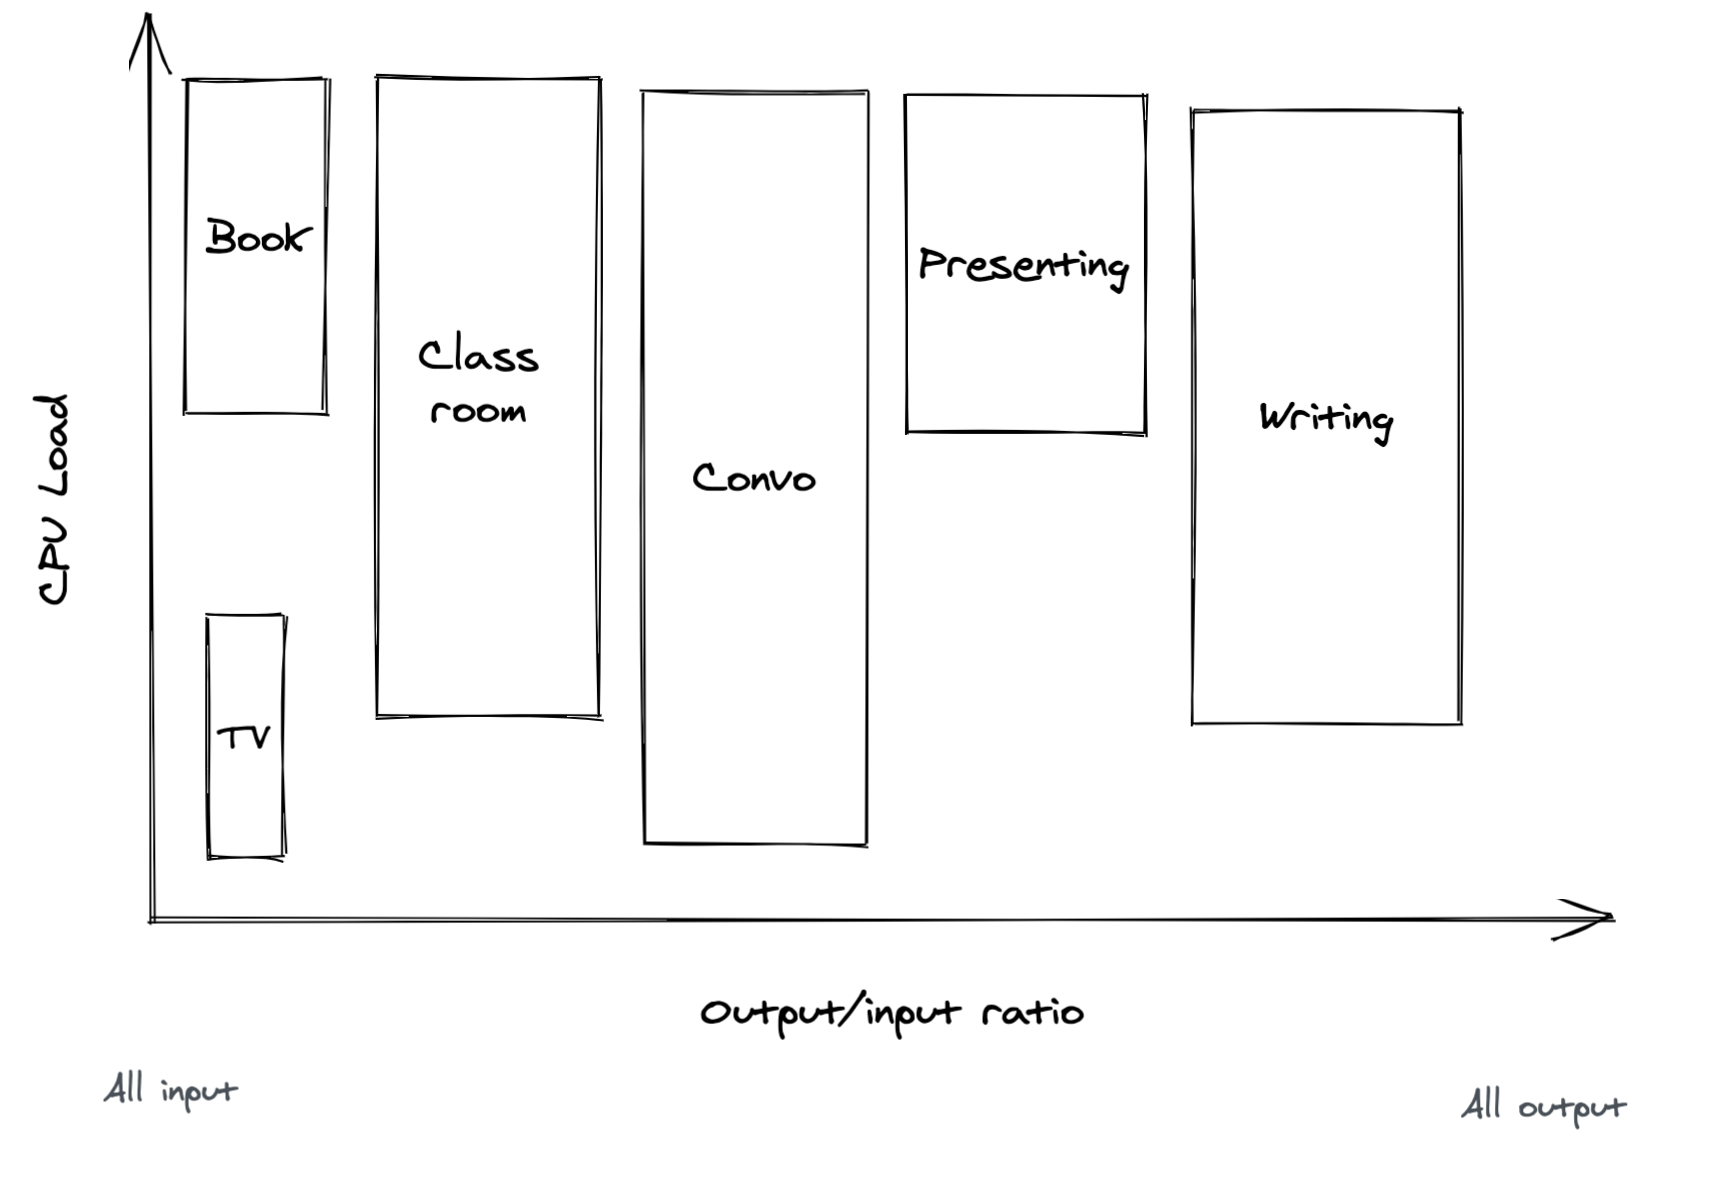 Book
Class
room
Convo
Presenting
Writing
TV
CPU Load
Output/input ratio
All input
All output